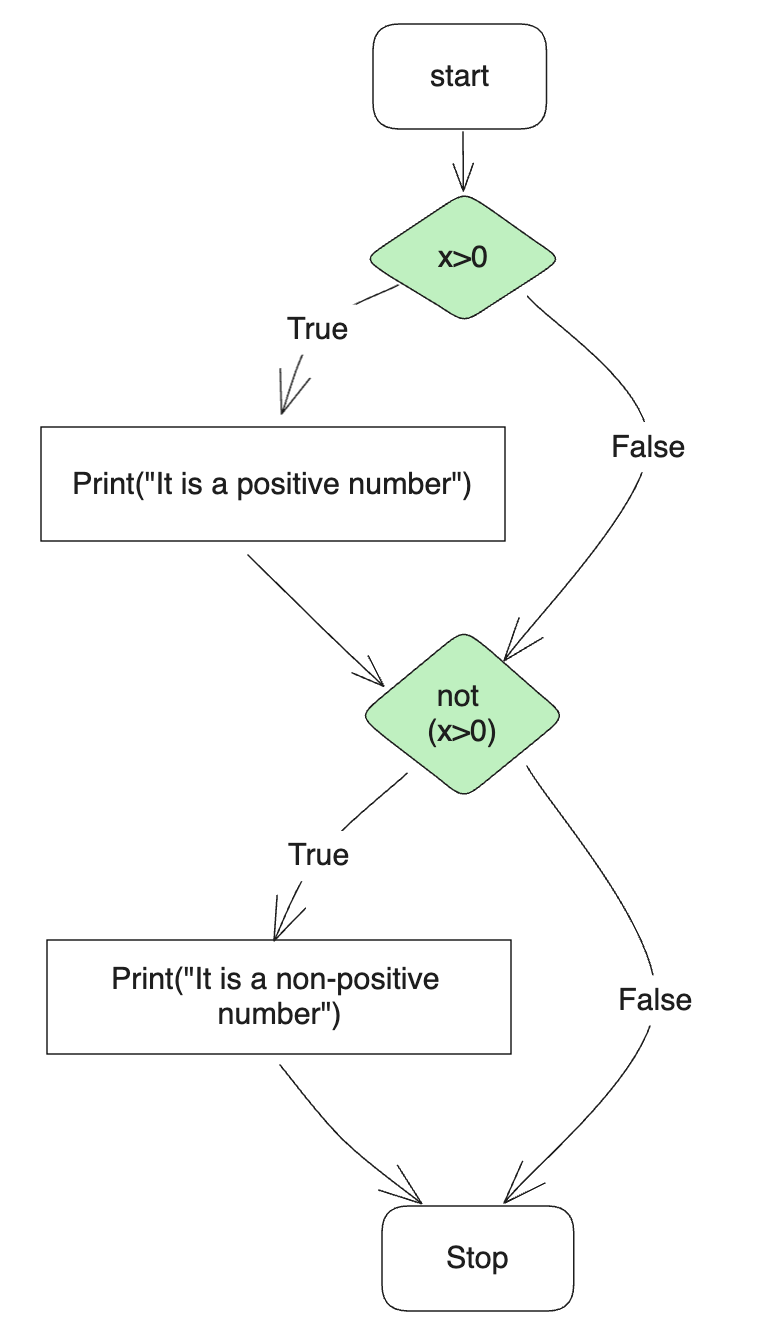 start
x>0
True
False
Print("It is a positive number")
not
(x>0)
True
Print("It is a non-positive
number")
False
Stop